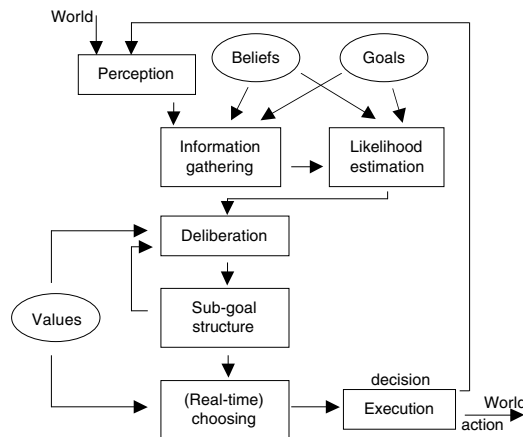 World
Perception
Beliefs
Goals
Information
gathering
Likelihood
estimation
Deliberation
Values
Sub-goal
structure
(Real-time)
choosing
decision
Execution
World
action